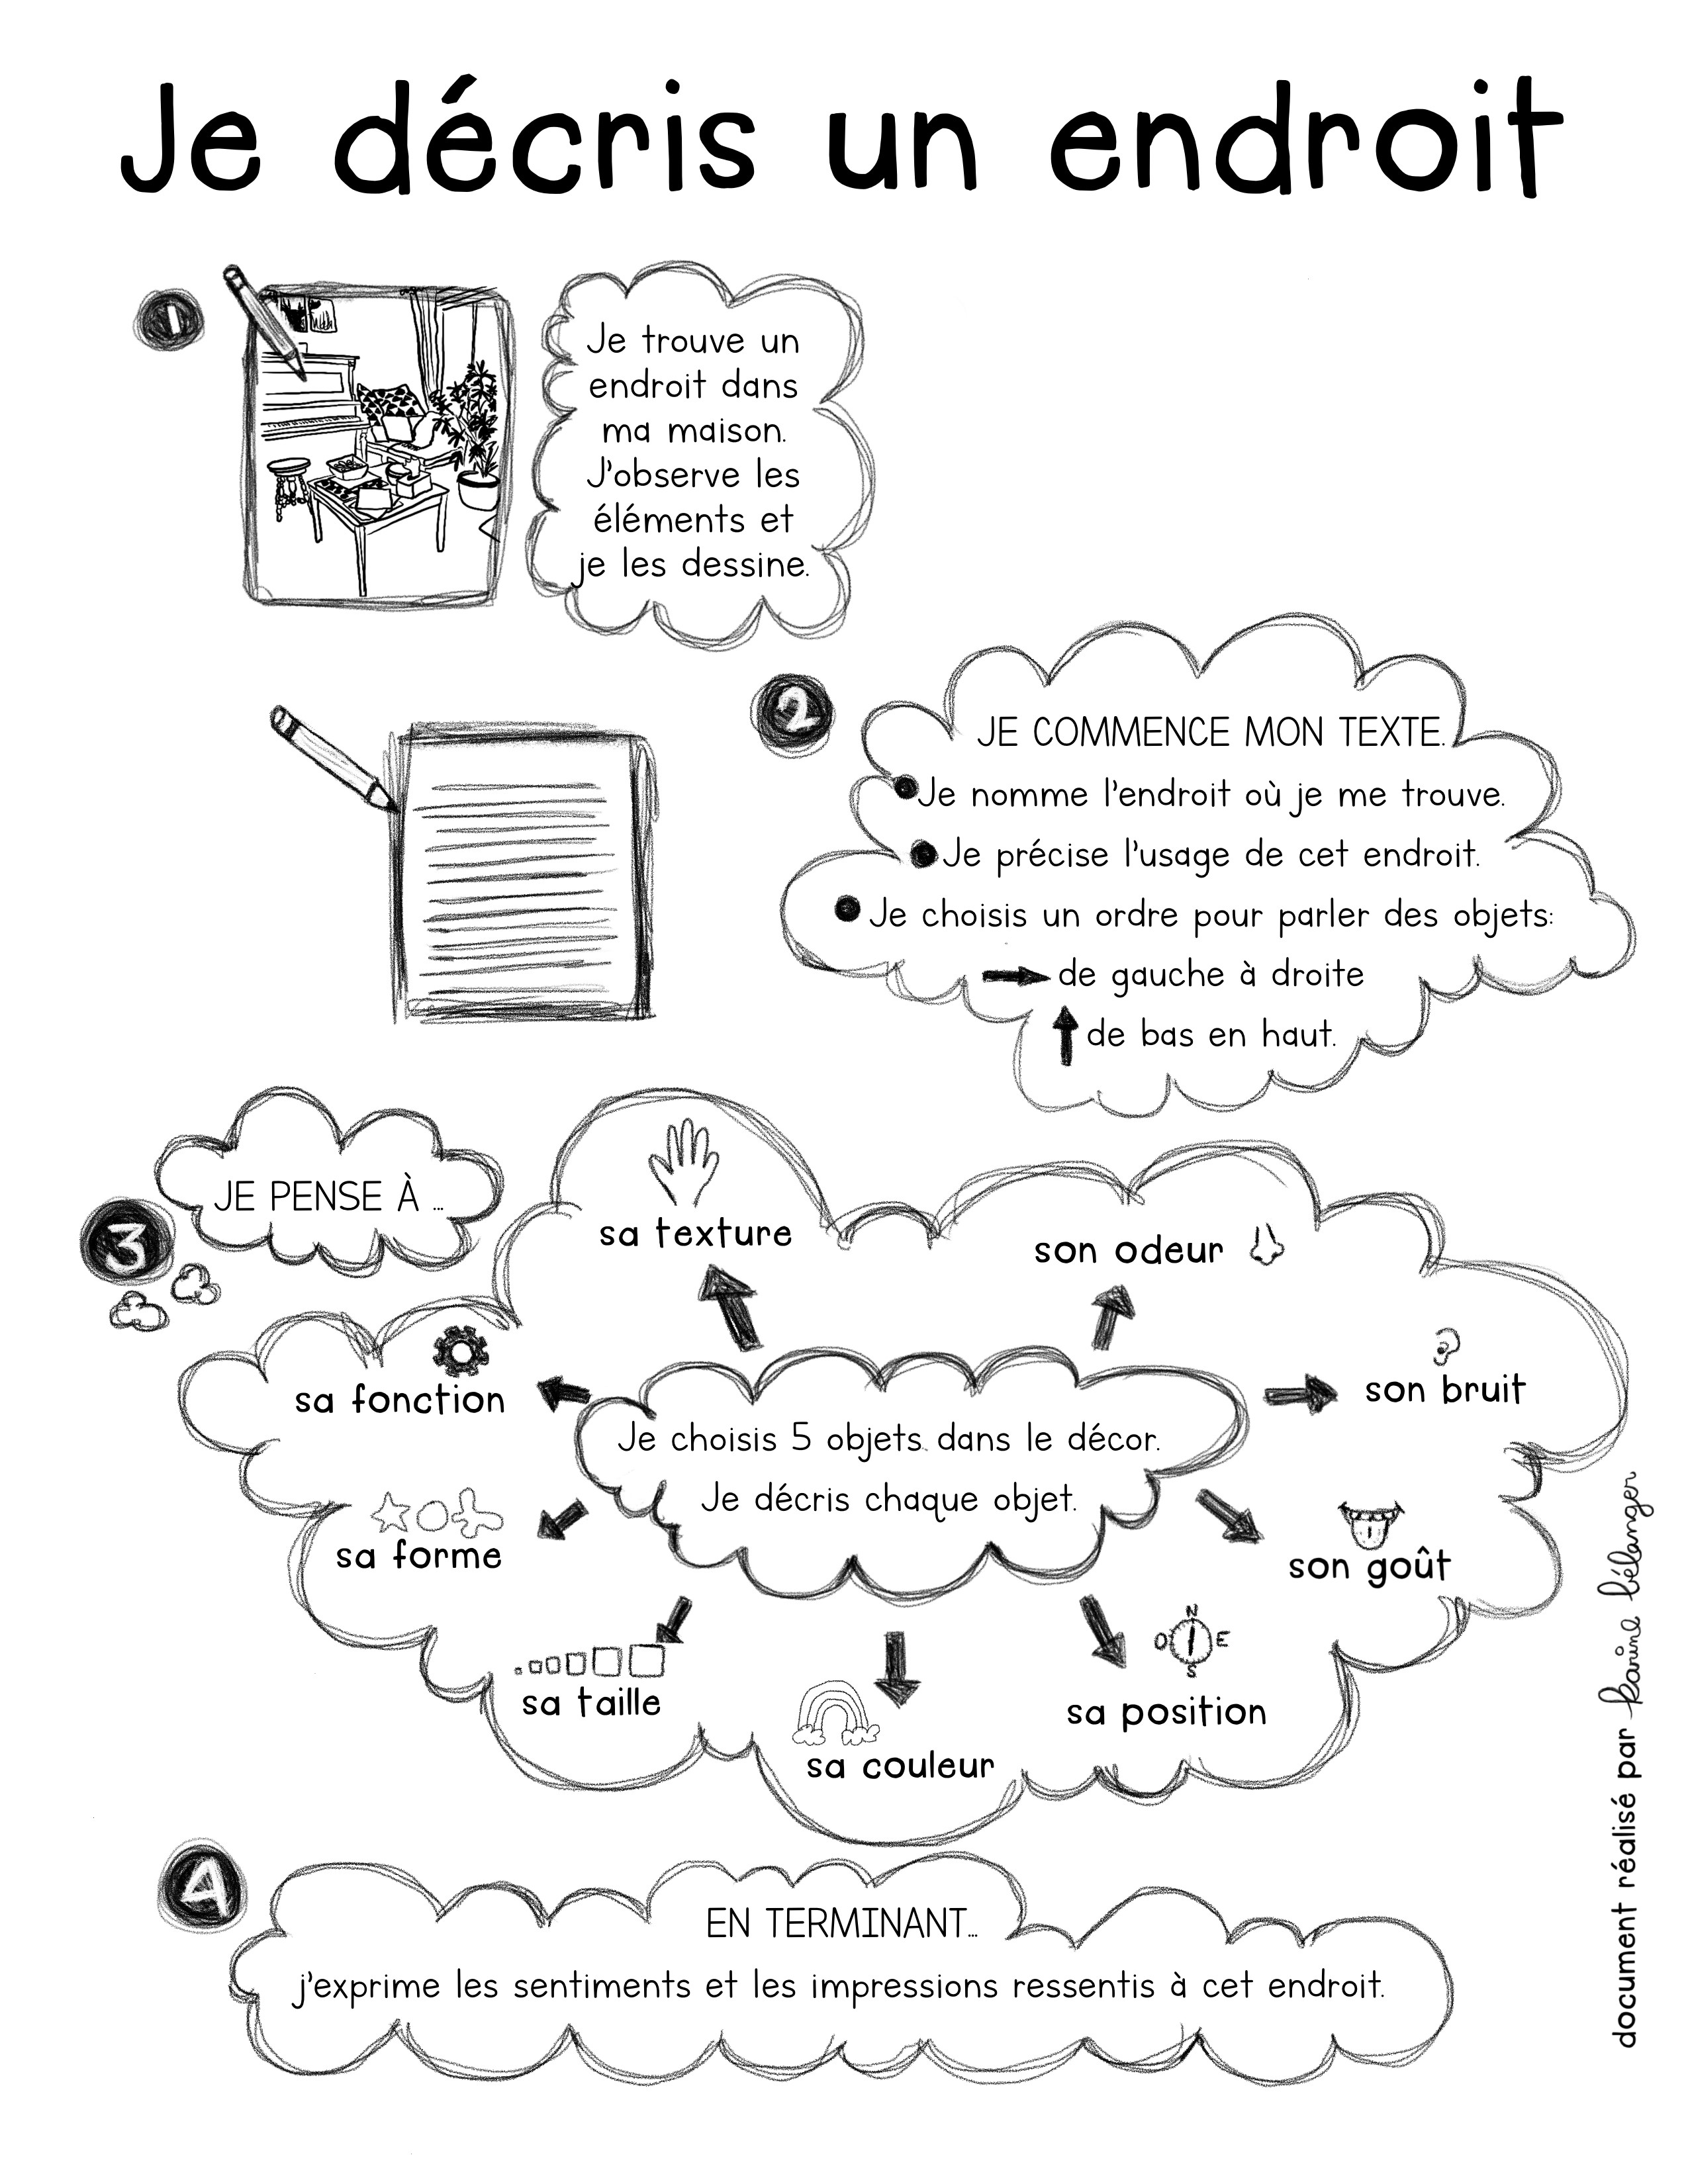 Je décris un endroit
1
Je trouve un
endroit dans
ma maison.
J'observe les
éléments et
je les dessine.
2
JE COMMENCE MON TEXTE.
Je nomme l'endroit où je me trouve.
Je précise l'usage de cet endroit.
Je choisis un ordre pour parler des objets:
de gauche à droite
de bas en haut.
3
JE PENSE À ...
sa texture
son odeur
sa fonction
son bruit
Je choisis 5 objets dans le décor.
Je décris chaque objet.
sa forme
son goût
sa taille
N
O E
S
sa position
sa couleur
4
EN TERMINANT...
j'exprime les sentiments et les impressions ressentis à cet endroit.
document réalisé par Karine Bélanger